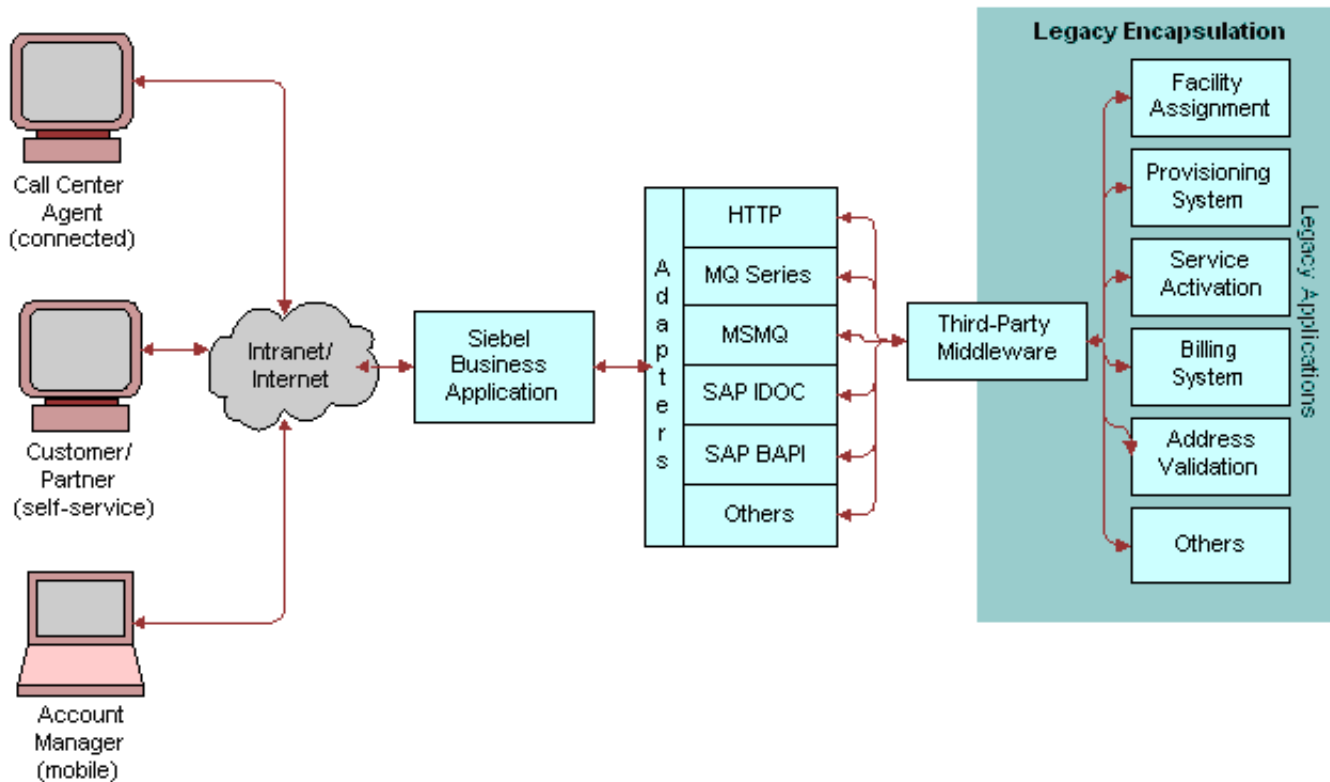 Legacy Encapsulation
Facility
Assignment
Provisioning
System
Service
Activation
Billing
System
Address
Validation
Others
Legacy Applications
Call Center
Agent
(connected)
Customer/
Partner
(self-service)
Account
Manager
(mobile)
Intranet/
Internet
Siebel
Business
Application
Adapters
HTTP
MQ Series
MSMQ
SAP IDOC
SAP BAPI
Others
Third-Party
Middleware